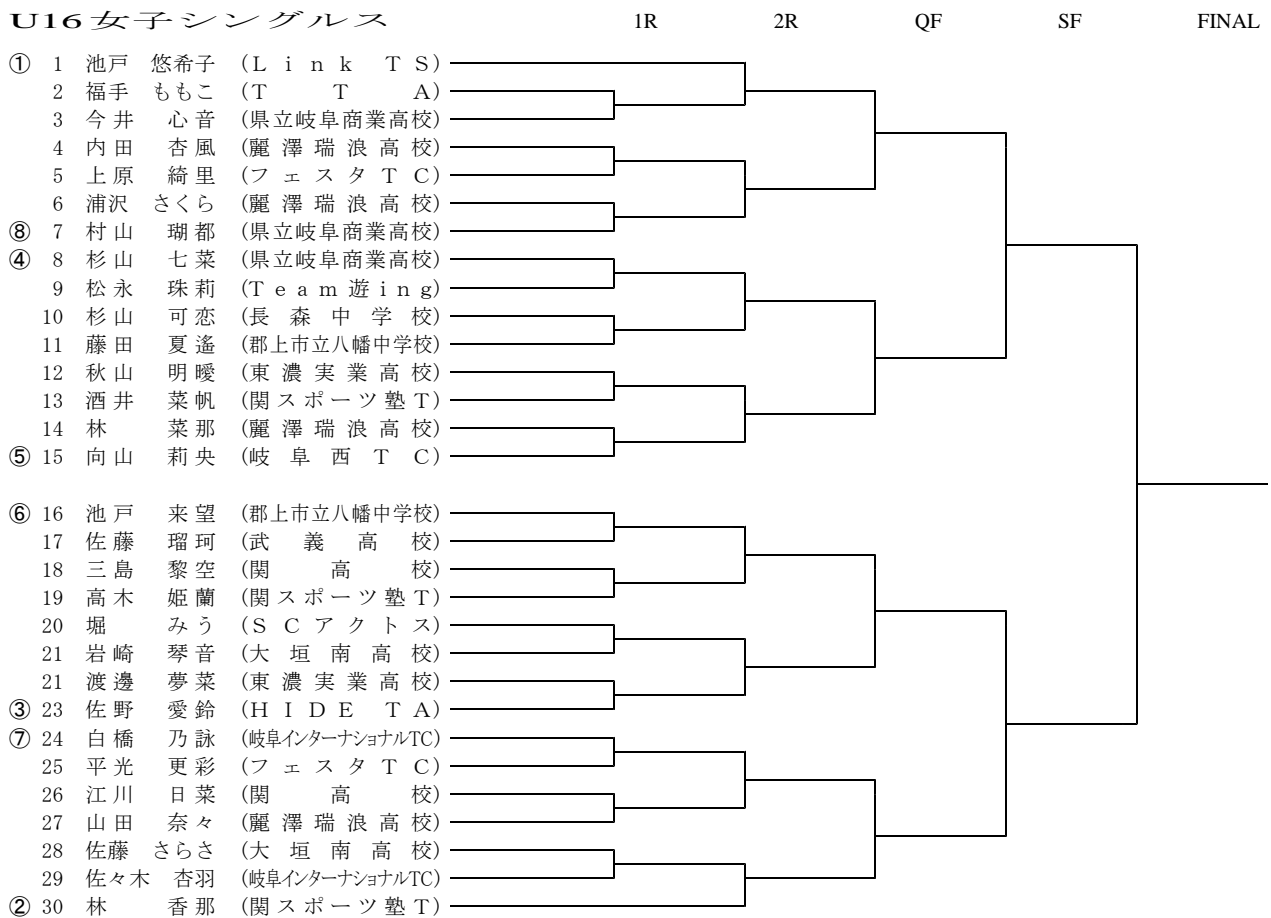 U16女子シングルス 1R 2R QF SF FINAL
① 1 池戸 悠希子 (Link TS)
2 福手 ももこ (TTA)
3 今井 心音 (県立岐阜商業高校)
4 内田 杏風 (麗澤瑞浪高校)
5 上原 綺里 (フェスタTC)
6 浦沢 さくら (麗澤瑞浪高校)
⑧ 7 村山 瑚都 (県立岐阜商業高校)
④ 8 杉山 七菜 (県立岐阜商業高校)
9 松永 珠莉 (Team遊ing)
10 杉山 可恋 (長森中学校)
11 藤田 夏遙 (郡上市立八幡中学校)
12 秋山 明曖 (東濃実業高校)
13 酒井 菜帆 (関スポーツ塾T)
14 林 菜那 (麗澤瑞浪高校)
⑤ 15 向山 莉央 (岐阜西TC)
⑥ 16 池戸 来望 (郡上市立八幡中学校)
17 佐藤 瑠珂 (武義高校)
18 三島 黎空 (関高校)
19 高木 姫蘭 (関スポーツ塾T)
20 堀 みう (SCアクトス)
21 岩崎 琴音 (大垣南高校)
21 渡邊 夢菜 (東濃実業高校)
③ 23 佐野 愛鈴 (HIDE TA)
⑦ 24 白橋 乃詠 (岐阜インターナショナルTC)
25 平光 更彩 (フェスタTC)
26 江川 日菜 (関高校)
27 山田 奈々 (麗澤瑞浪高校)
28 佐藤 さらさ (大垣南高校)
29 佐々木 杏羽 (岐阜インターナショナルTC)
② 30 林 香那 (関スポーツ塾T)